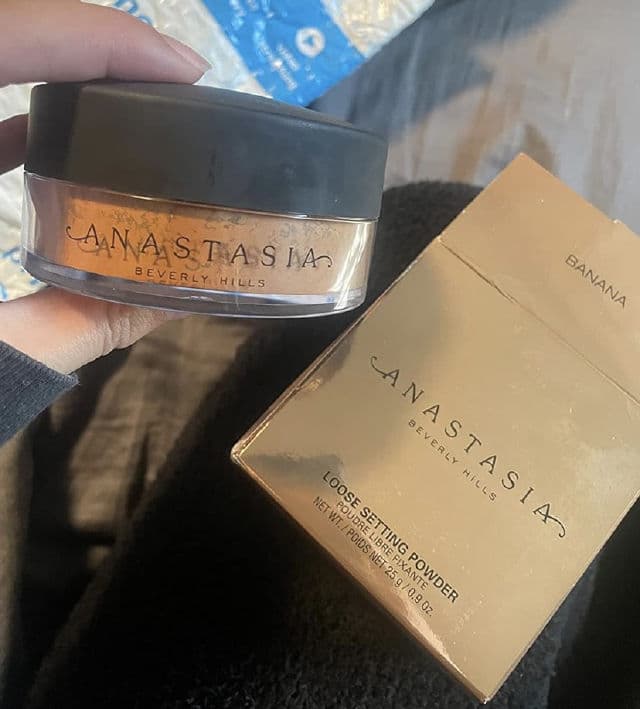 ANASTASIA
BEVERLY HILLS
BANANA
ANASTASIA
BEVERLY HILLS
LOOSE SETTING POWDER
POUDRE LIBRE FIXANTE
NET WT. / POIDS NET 25 g / 0.9 oz.